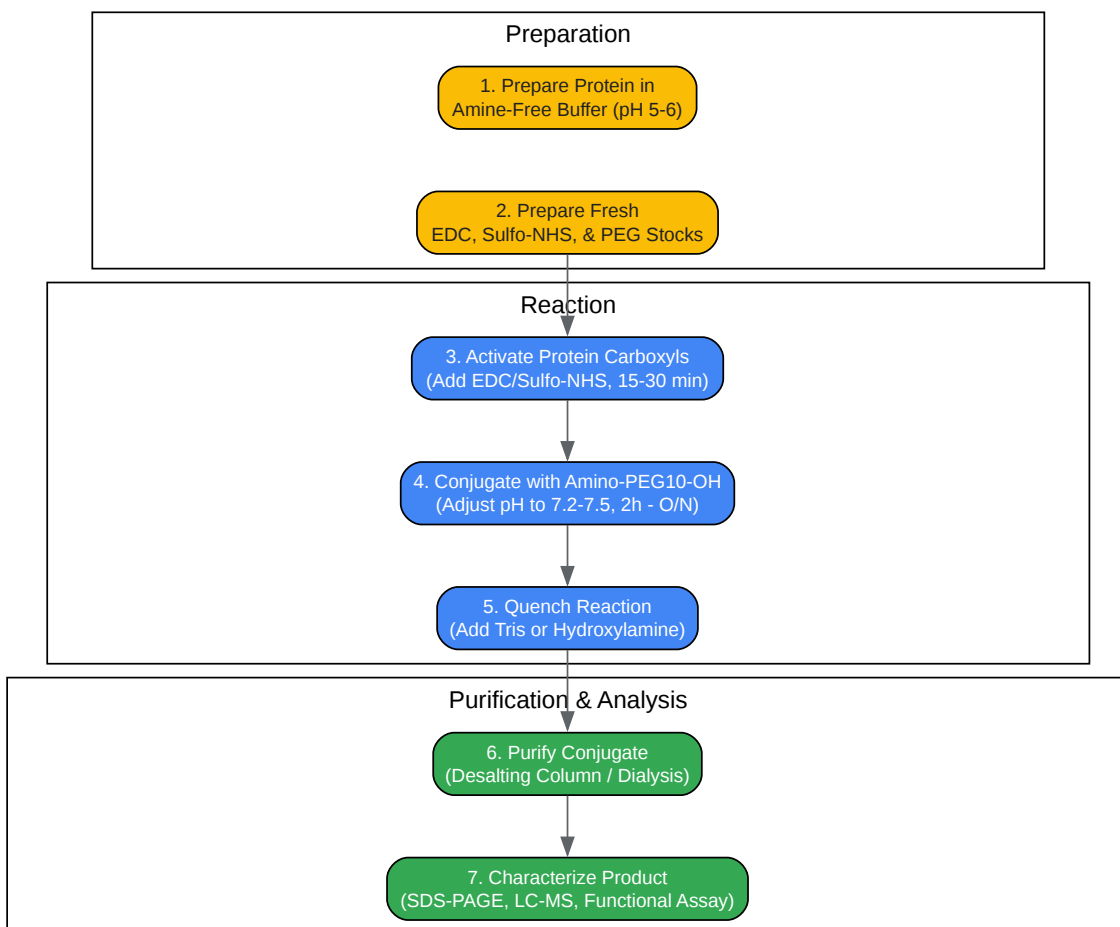 Preparation
1. Prepare Protein in
Amine-Free Buffer (pH 5-6)
2. Prepare Fresh
EDC, Sulfo-NHS, & PEG Stocks
Reaction
3. Activate Protein Carboxyls
(Add EDC/Sulfo-NHS, 15-30 min)
4. Conjugate with Amino-PEG10-OH
(Adjust pH to 7.2-7.5, 2h - O/N)
5. Quench Reaction
(Add Tris or Hydroxylamine)
Purification & Analysis
6. Purify Conjugate
(Desalting Column / Dialysis)
7. Characterize Product
(SDS-PAGE, LC-MS, Functional Assay)